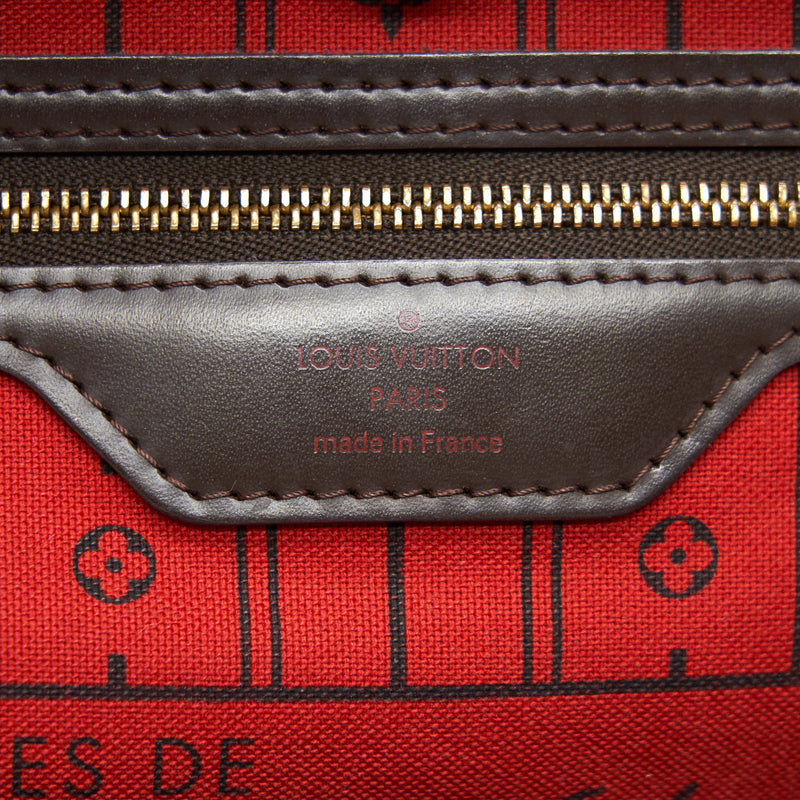 LOUIS VUITTON
PARIS
made in France
ES DE